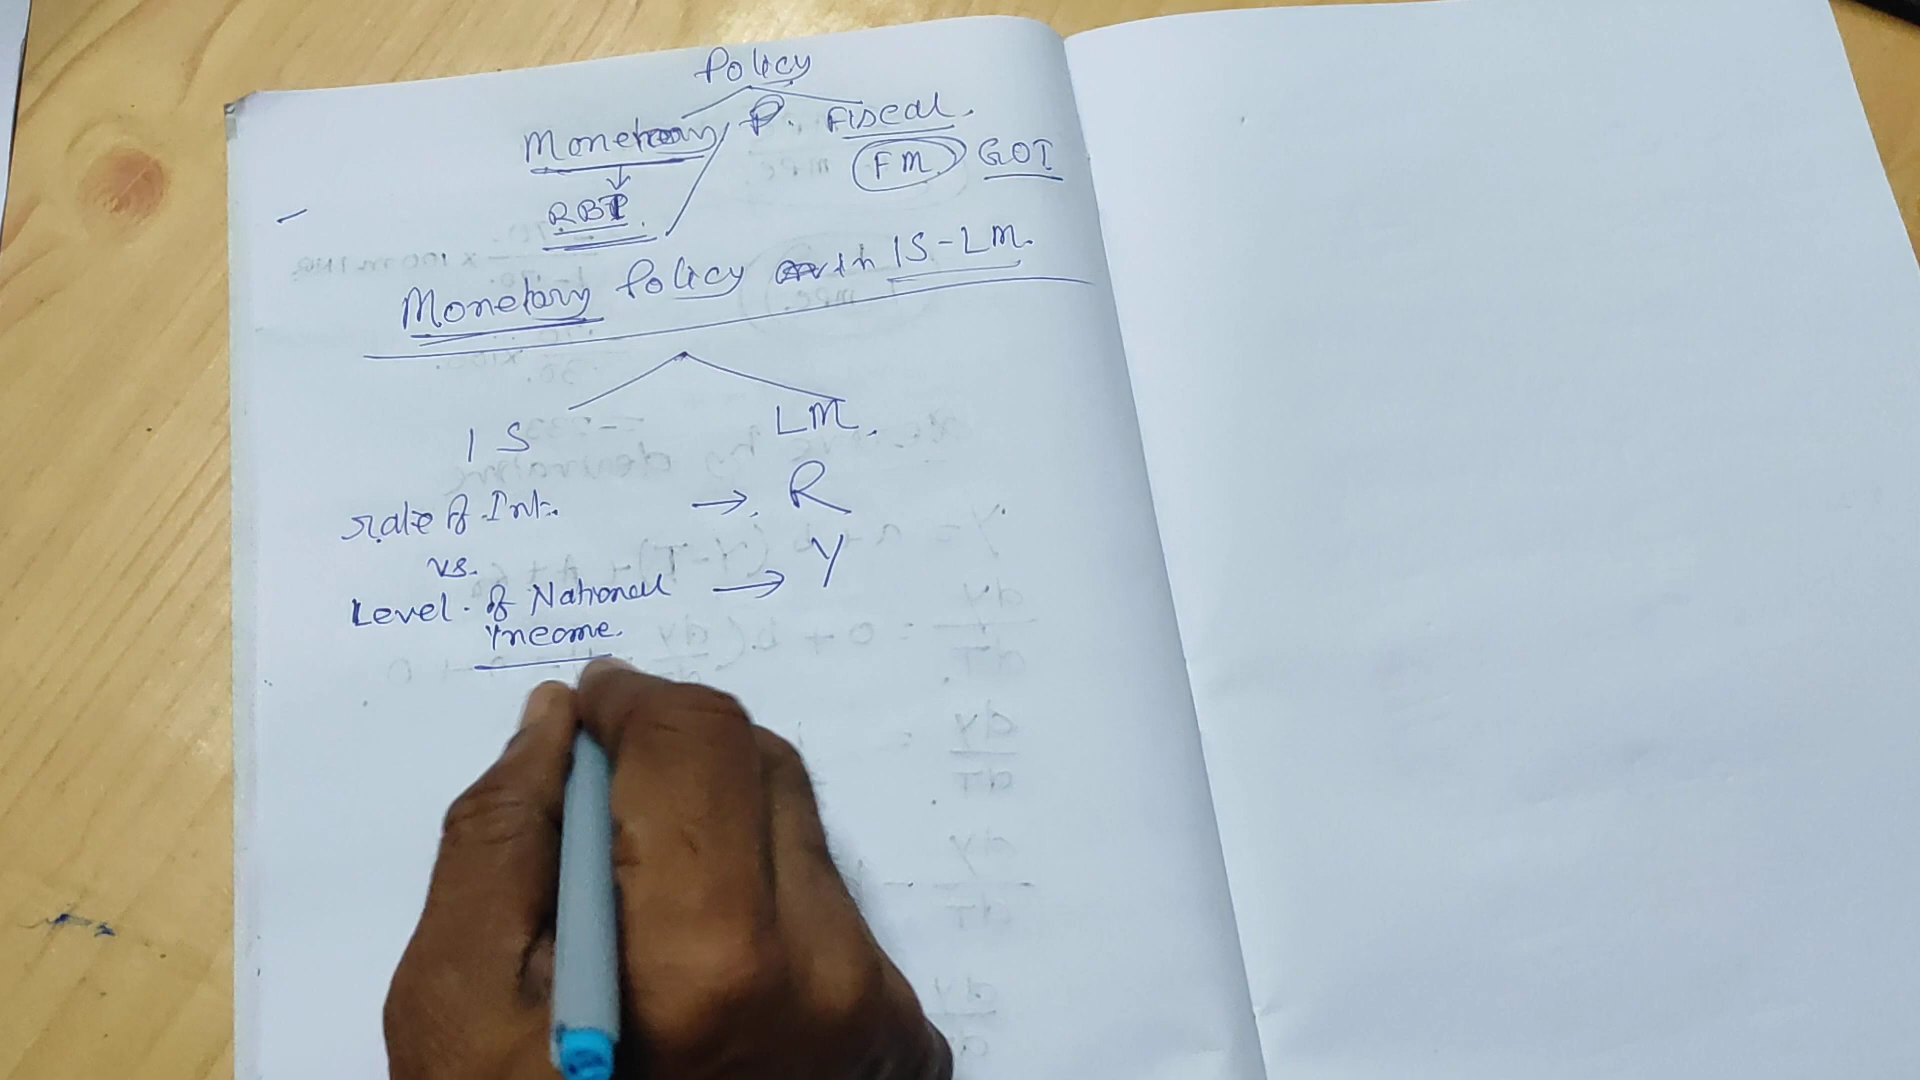 Policy
Monetary P. Fiscal.
FM GOI
RBI
Monetary Policy with IS-LM.
IS LM.
rate of Int. → R
vs. Y
Level of National →
Income.